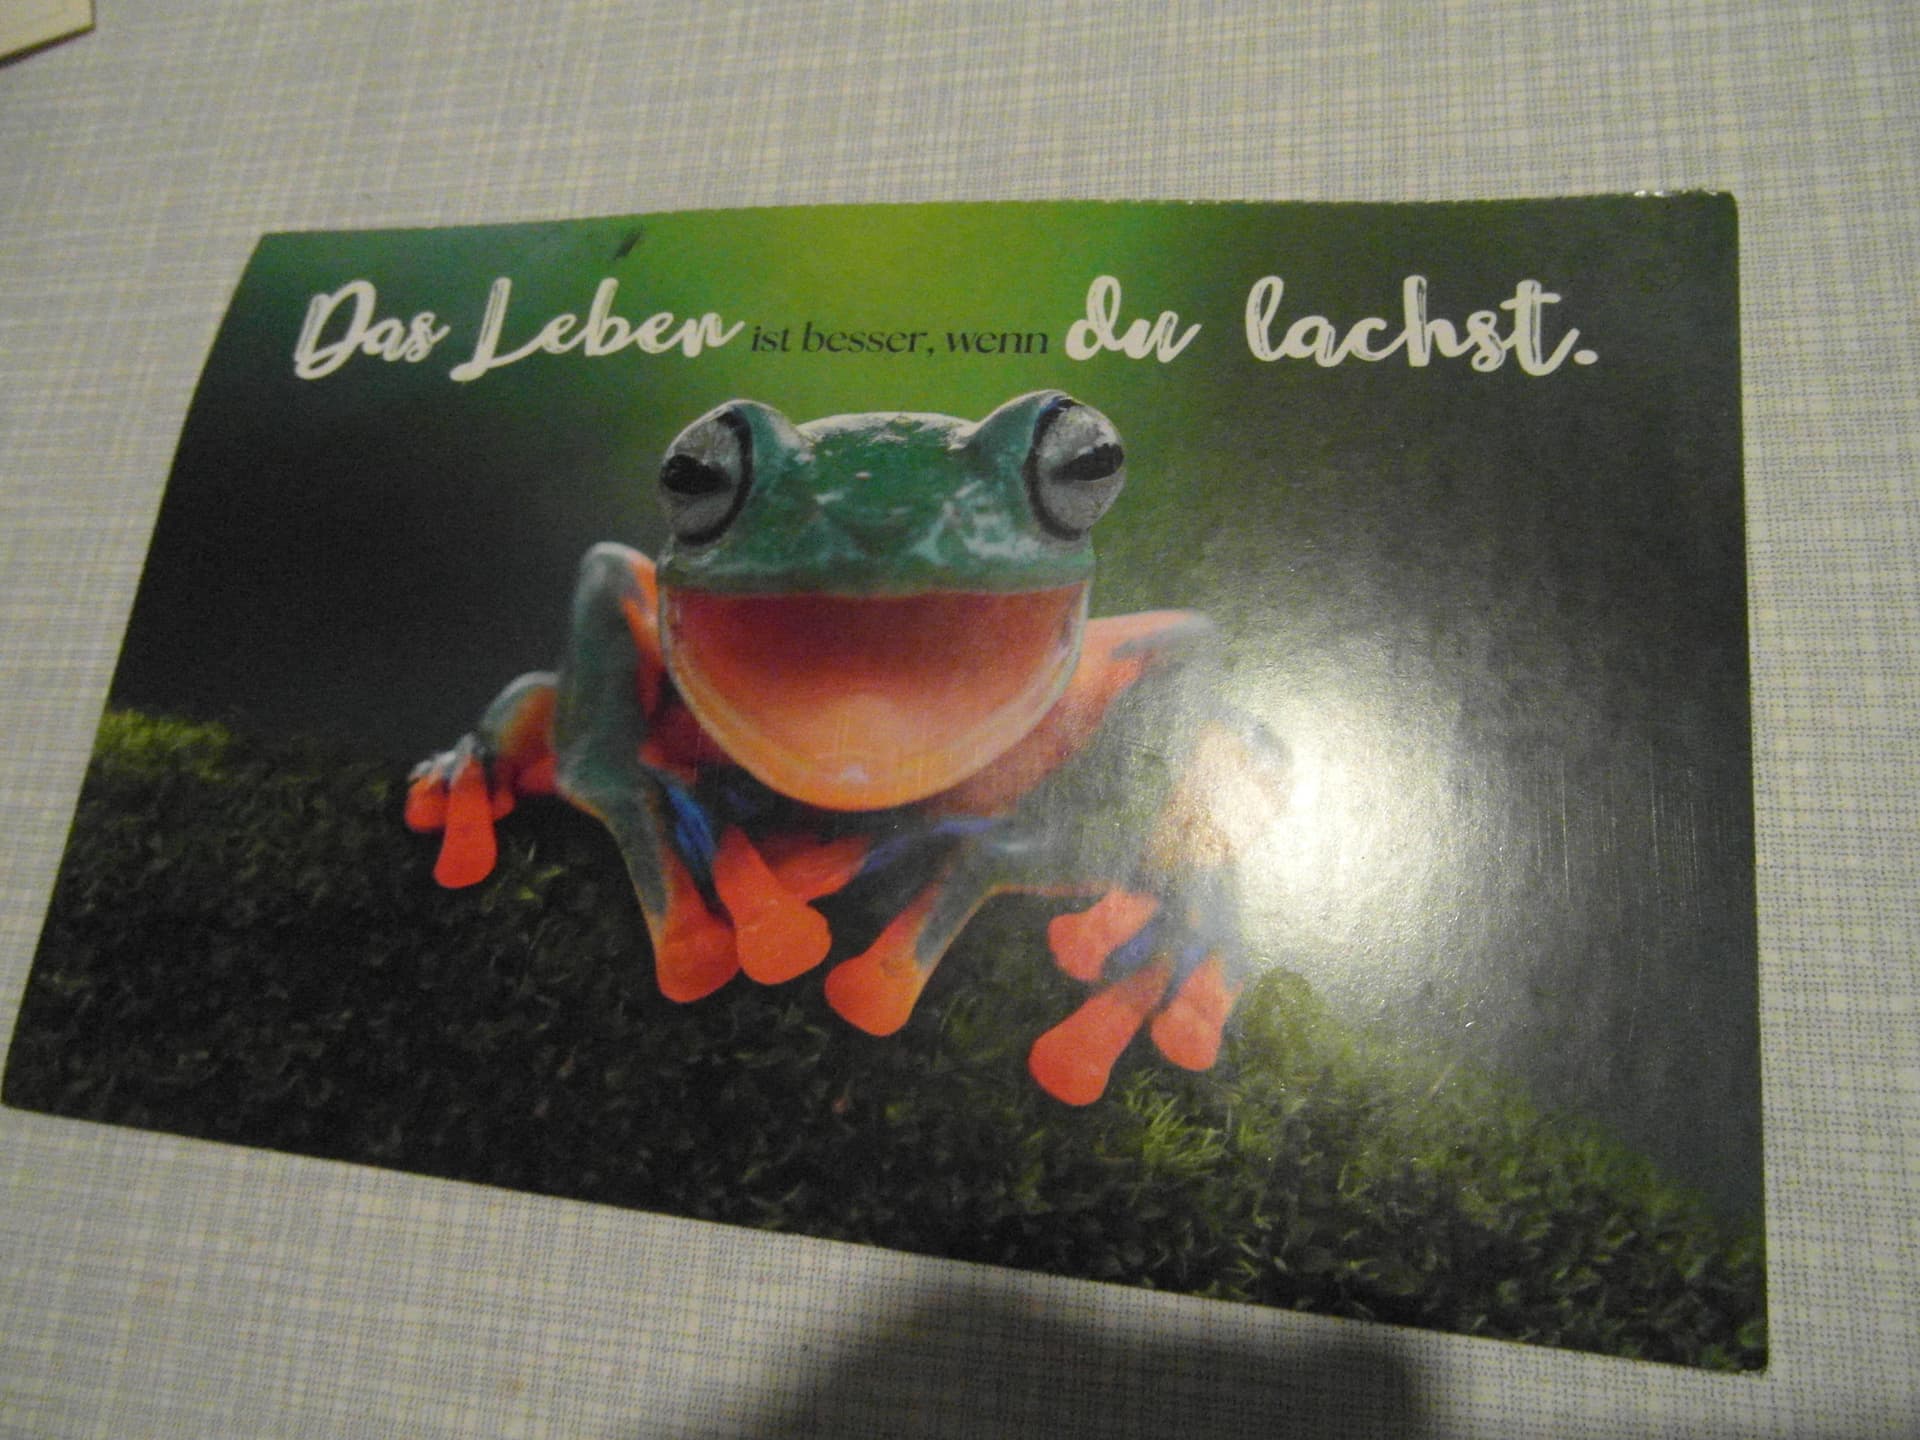 Das Leben ist besser, wenn du lachst.